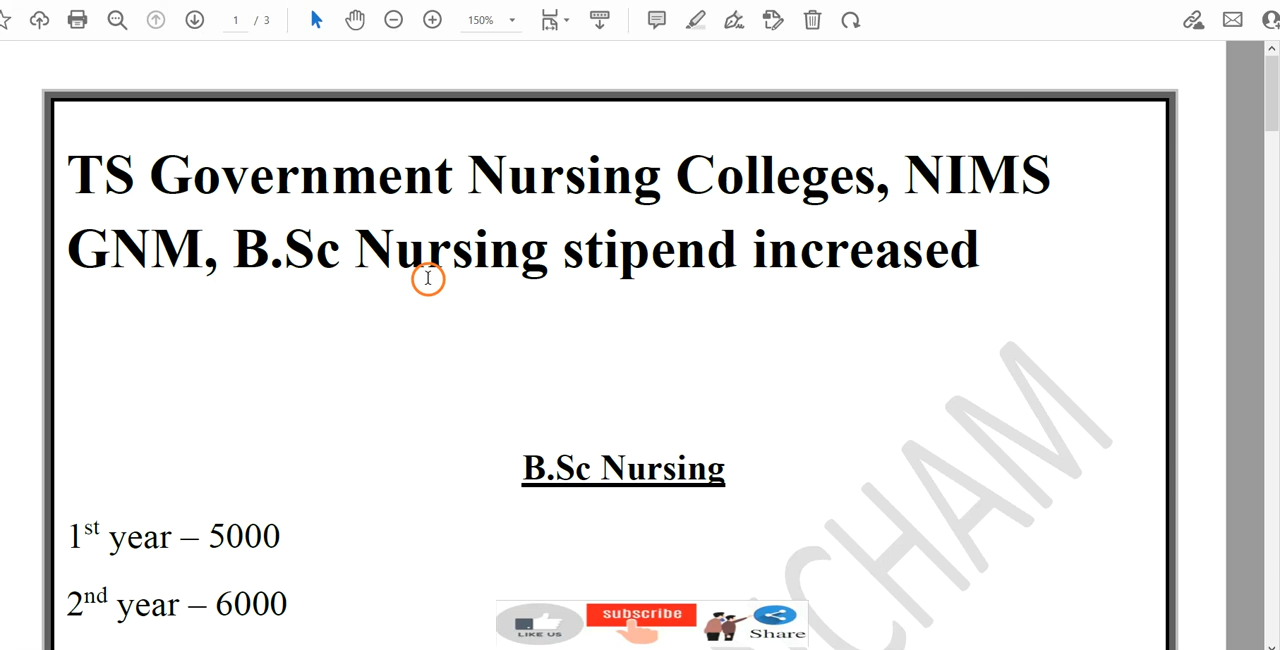 1 / 3
150%
TS Government Nursing Colleges, NIMS
GNM, B.Sc Nursing stipend increased
B.Sc Nursing
1st year – 5000
2nd year – 6000
LIKE US
subscribe
Share
CHAM